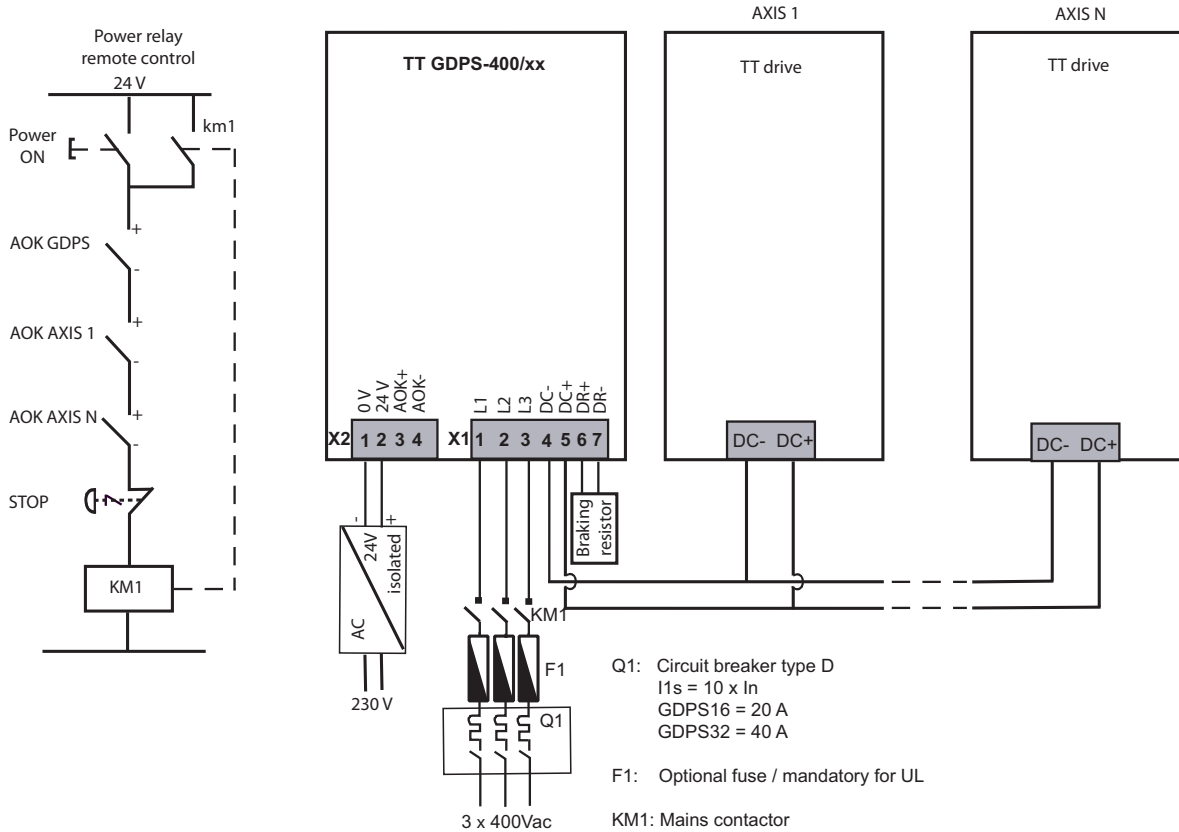 Power relay
remote control
24 V
Power
ON
km1
AOK GDPS
+
-
AOK AXIS 1
+
-
AOK AXIS N
+
-
STOP
KM1
TT GDPS-400/xx
0 V
24 V
AOK+
AOK-
L1
L2
L3
DC-
DC+
DR+
DR-
X2 1 2 3 4
X1 1 2 3 4 5 6 7
- +
24V
isolated
AC
230 V
Braking
resistor
KM1
F1
Q1
3 x 400Vac
AXIS 1
TT drive
DC- DC+
AXIS N
TT drive
DC- DC+
Q1: Circuit breaker type D
I1s = 10 x In
GDPS16 = 20 A
GDPS32 = 40 A
F1: Optional fuse / mandatory for UL
KM1: Mains contactor